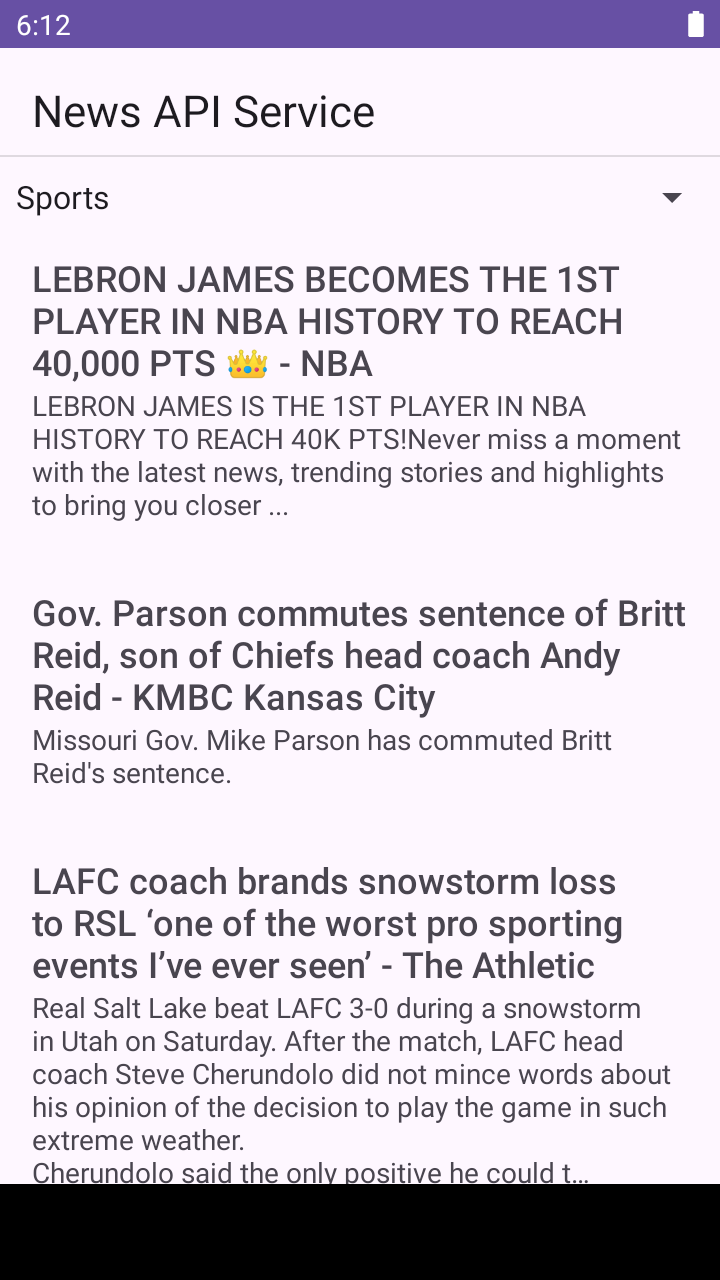 6:12
News API Service
Sports
LEBRON JAMES BECOMES THE 1ST
PLAYER IN NBA HISTORY TO REACH
40,000 PTS 👑 - NBA
LEBRON JAMES IS THE 1ST PLAYER IN NBA
HISTORY TO REACH 40K PTS!Never miss a moment
with the latest news, trending stories and highlights
to bring you closer ...
Gov. Parson commutes sentence of Britt
Reid, son of Chiefs head coach Andy
Reid - KMBC Kansas City
Missouri Gov. Mike Parson has commuted Britt
Reid's sentence.
LAFC coach brands snowstorm loss
to RSL ‘one of the worst pro sporting
events I’ve ever seen’ - The Athletic
Real Salt Lake beat LAFC 3-0 during a snowstorm
in Utah on Saturday. After the match, LAFC head
coach Steve Cherundolo did not mince words about
his opinion of the decision to play the game in such
extreme weather.
Cherundolo said the only positive he could t…